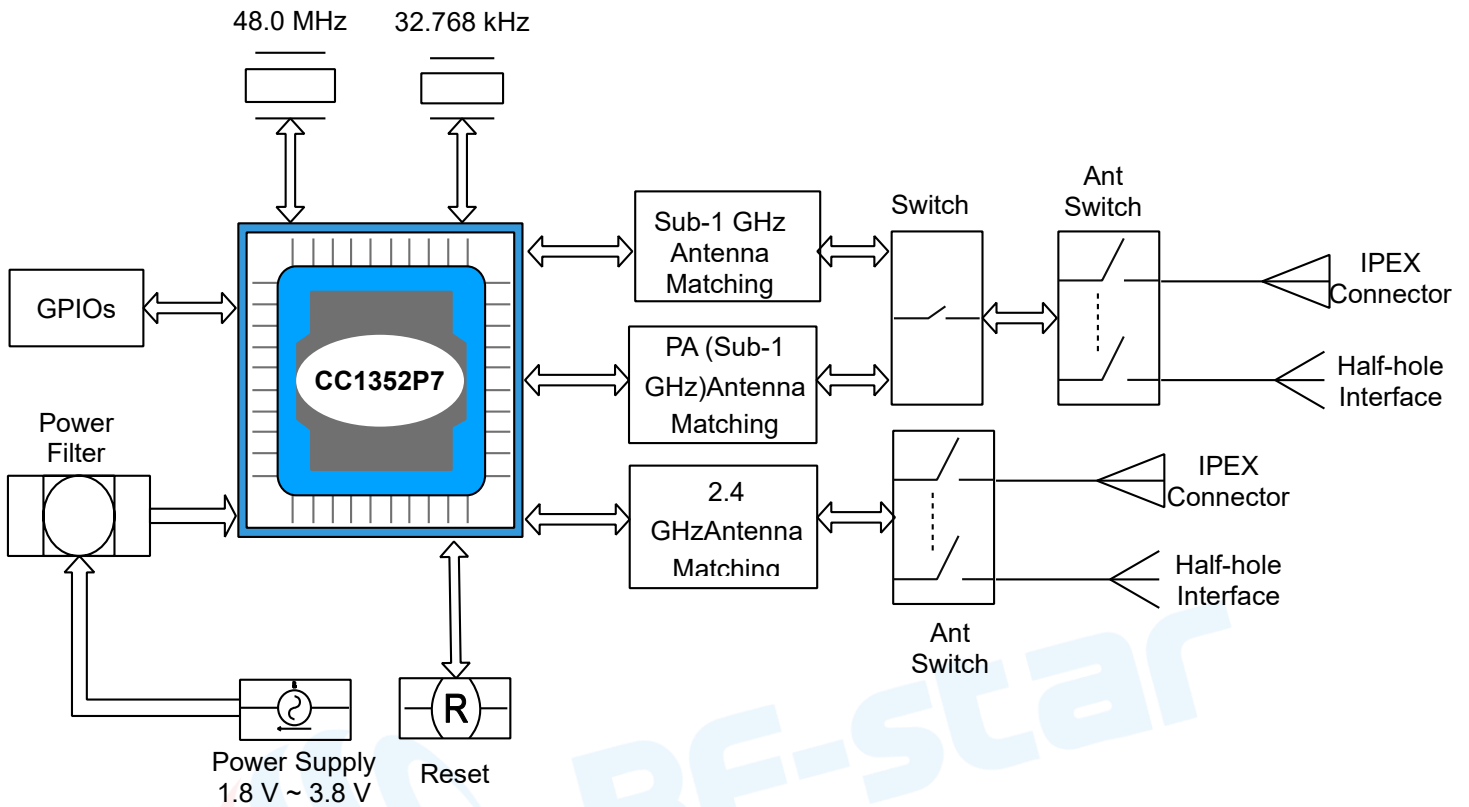 48.0 MHz
32.768 kHz
Ant
Switch
Switch
Sub-1 GHz
Antenna
Matching
IPEX
Connector
GPIOs
PA (Sub-1
GHz)Antenna
Matching
CC1352P7
Half-hole
Interface
Power
Filter
2.4
GHzAntenna
Matching
IPEX
Connector
Half-hole
Interface
Ant
Switch
R
Power Supply
1.8 V ~ 3.8 V
Reset
RF-star